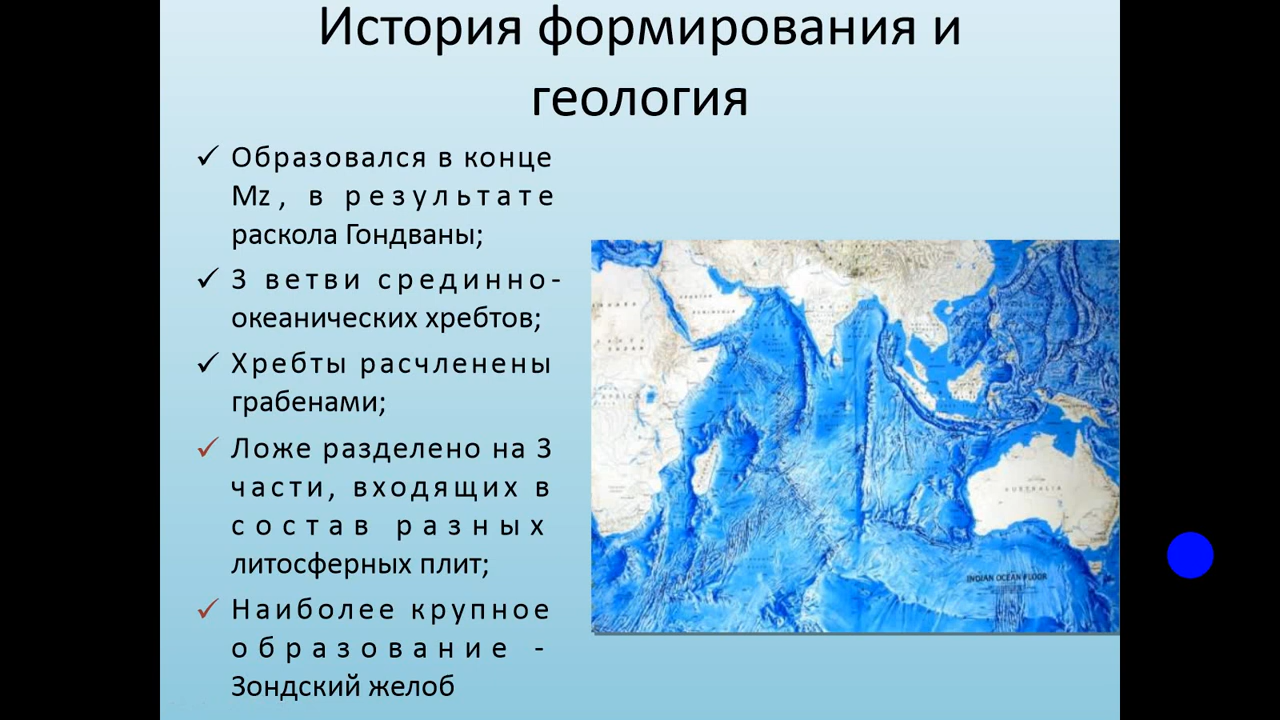 История формирования и
геология
Образовался в конце
Mz, в результате
раскола Гондваны;
3 ветви срединно-
океанических хребтов;
Хребты расчленены
грабенами;
Ложе разделено на 3
части, входящих в
состав разных
литосферных плит;
Наиболее крупное
образование -
Зондский желоб
AUSTRALIA
INDIAN OCEAN FLOOR